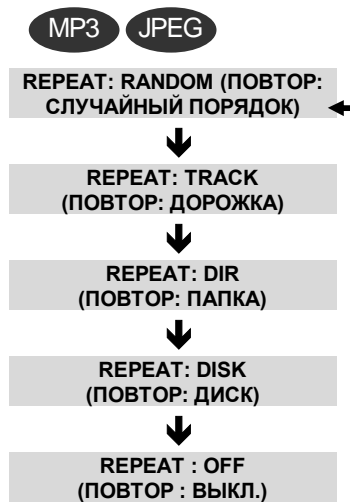 MP3 JPEG
REPEAT: RANDOM (ПОВТОР:
СЛУЧАЙНЫЙ ПОРЯДОК)
REPEAT: TRACK
(ПОВТОР: ДОРОЖКА)
REPEAT: DIR
(ПОВТОР: ПАПКА)
REPEAT: DISK
(ПОВТОР: ДИСК)
REPEAT : OFF
(ПОВТОР : ВЫКЛ.)